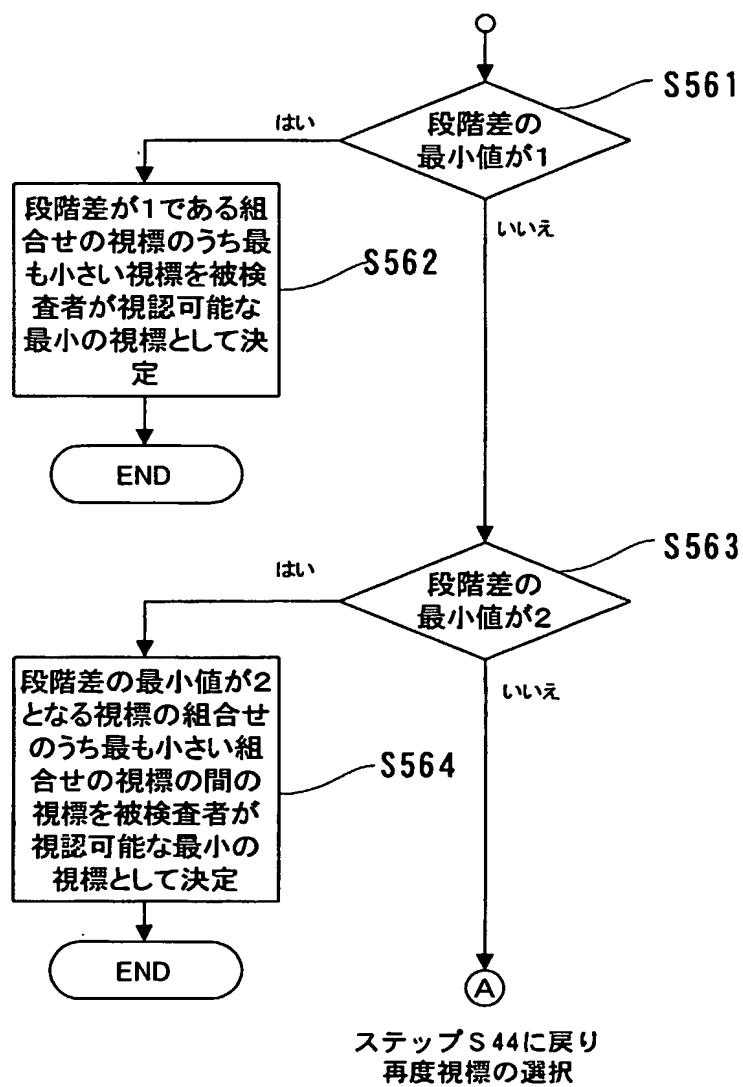 S561
段階差の
最小値が1
はい
いいえ
段階差が1である組
合せの視標のうち最
も小さい視標を被検
査者が視認可能な
最小の視標として決
定
S562
END
S563
段階差の
最小値が2
はい
いいえ
段階差の最小値が2
となる視標の組合せ
のうち最も小さい組
合せの視標の間の
視標を被検査者が
視認可能な最小の
視標として決定
S564
END
A
ステップS44に戻り
再度視標の選択